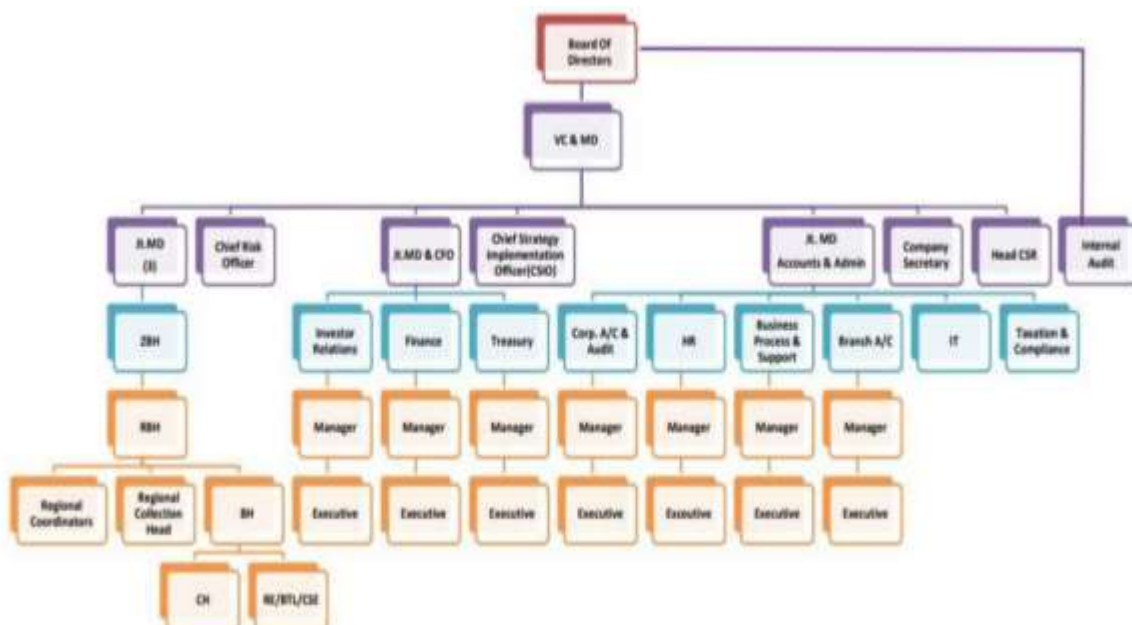 Board Of
Directors
VC & MD
Jt.MD
(3)
Chief Risk
Officer
Jt.MD & CFO
Chief Strategy
Implementation
Officer(CSIO)
Jt. MD
Accounts & Admin
Company
Secretary
Head CSR
Internal
Audit
ZBH
Investor
Relations
Finance
Treasury
Corp. A/C &
Audit
HR
Business
Process &
Support
Branch A/C
IT
Taxation &
Compliance
RBH
Manager
Manager
Manager
Manager
Manager
Manager
Manager
Regional
Coordinators
Regional
Collection
Head
BH
Executive
Executive
Executive
Executive
Executive
Executive
Executive
CH
RE/BTL/CSE